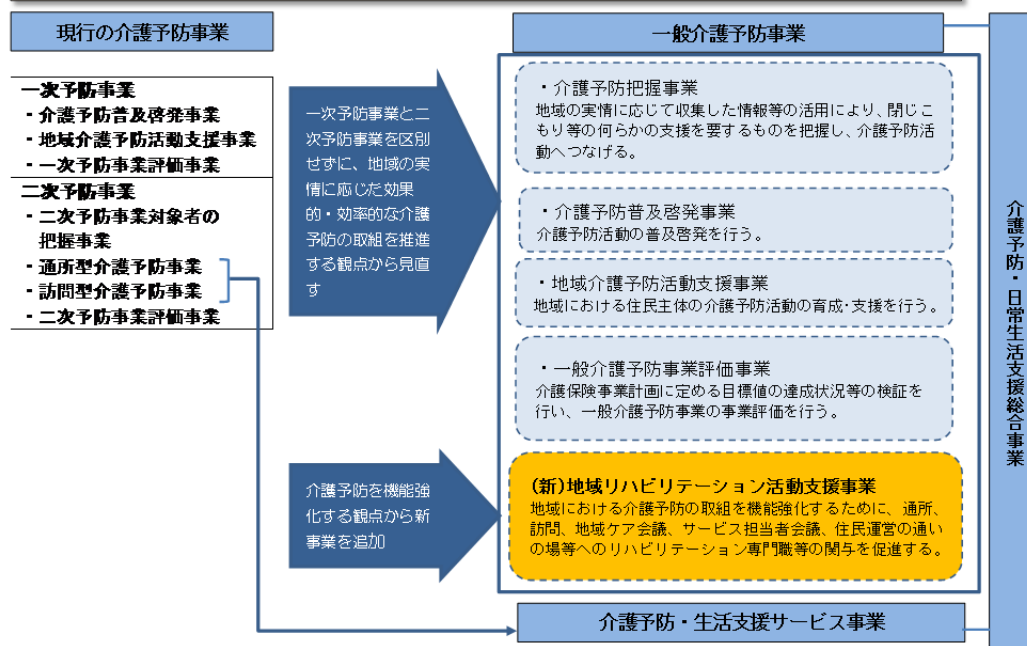 現行の介護予防事業
一次予防事業
・介護予防普及啓発事業
・地域介護予防活動支援事業
・一次予防事業評価事業
二次予防事業
・二次予防事業対象者の
把握事業
・通所型介護予防事業
・訪問型介護予防事業
・二次予防事業評価事業
一次予防事業と二
次予防事業を区別
せずに、地域の実
情に応じた効果
的・効率的な介護
予防の取組を推進
する観点から見直
す
介護予防を機能強
化する観点から新
事業を追加
一般介護予防事業
・介護予防把握事業
地域の実情に応じて収集した情報等の活用により、閉じこ
もり等の何らかの支援を要するものを把握し、介護予防活
動へつなげる。
・介護予防普及啓発事業
介護予防活動の普及啓発を行う。
・地域介護予防活動支援事業
地域における住民主体の介護予防活動の育成・支援を行う。
・一般介護予防事業評価事業
介護保険事業計画に定める目標値の達成状況等の検証を
行い、一般介護予防事業の事業評価を行う。
(新)地域リハビリテーション活動支援事業
地域における介護予防の取組を機能強化するために、通所、
訪問、地域ケア会議、サービス担当者会議、住民運営の通い
の場等へのリハビリテーション専門職等の関与を促進する。
介護予防・生活支援サービス事業
介護予防・日常生活支援総合事業